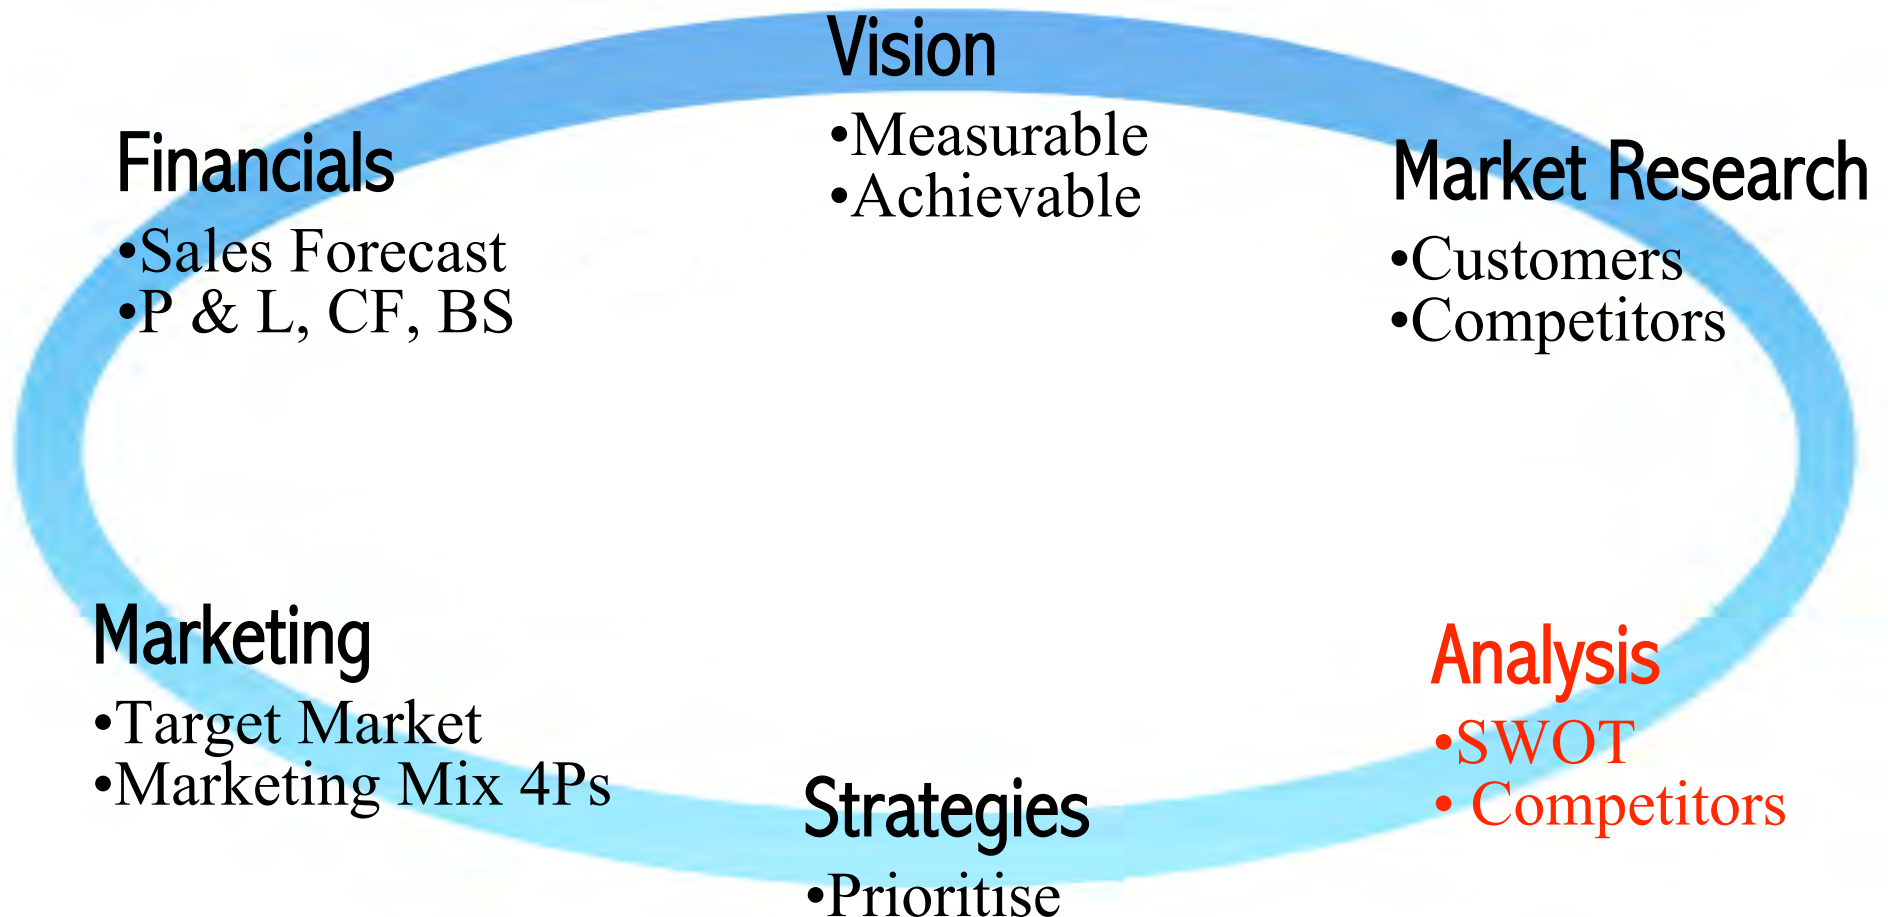 Vision
•Measurable
•Achievable
Financials
•Sales Forecast
•P & L, CF, BS
Market Research
•Customers
•Competitors
Marketing
•Target Market
•Marketing Mix 4Ps
Analysis
•SWOT
• Competitors
Strategies
•Prioritise